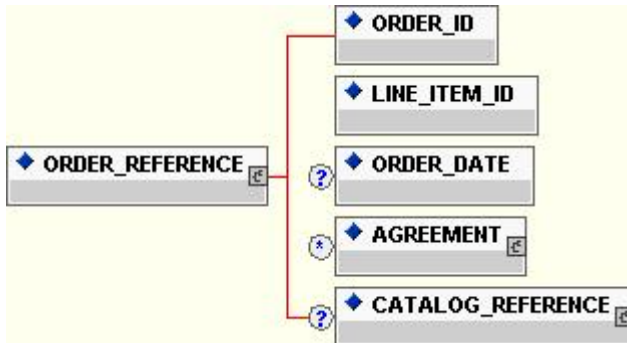 ORDER_ID
LINE_ITEM_ID
ORDER_REFERENCE
? ORDER_DATE
* AGREEMENT
? CATALOG_REFERENCE